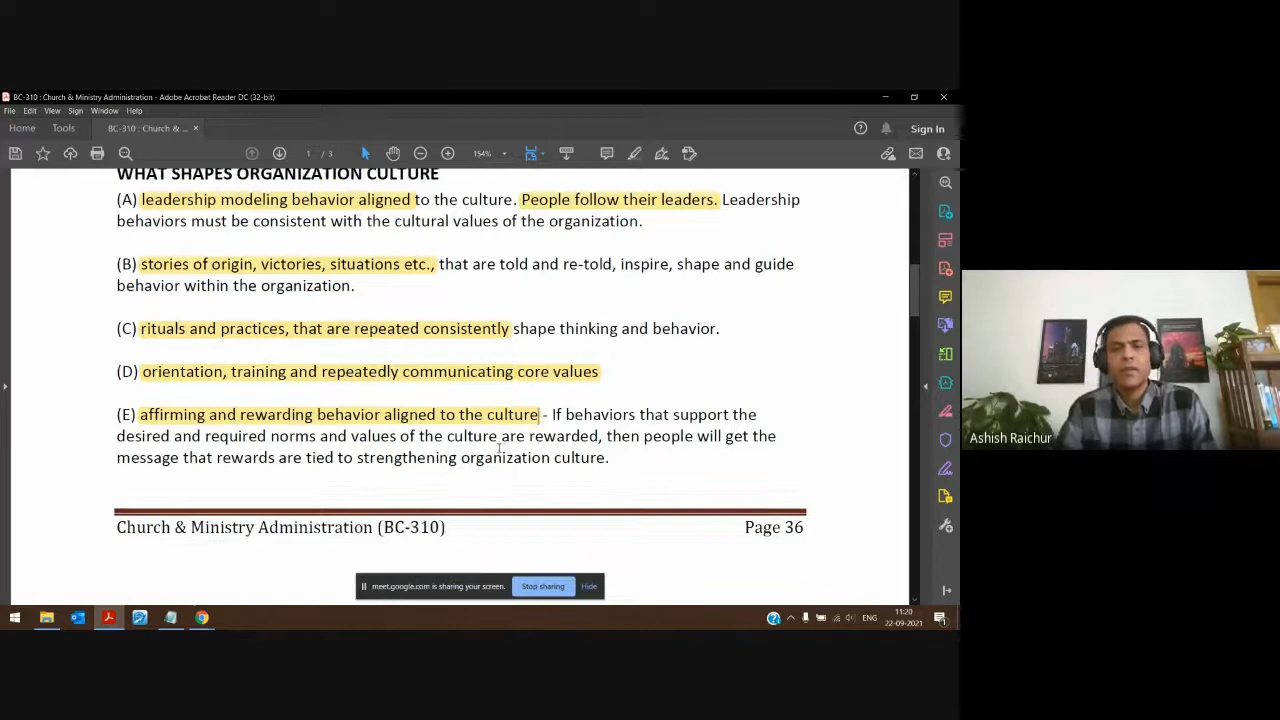 BC-310 : Church & Ministry Administration - Adobe Acrobat Reader DC (32-bit)
File Edit View Sign Window Help
Home Tools BC-310 : Church & ... × Sign In
1 / 3 154%
WHAT SHAPES ORGANIZATION CULTURE
(A) leadership modeling behavior aligned to the culture. People follow their leaders. Leadership
behaviors must be consistent with the cultural values of the organization.
(B) stories of origin, victories, situations etc., that are told and re-told, inspire, shape and guide
behavior within the organization.
(C) rituals and practices, that are repeated consistently shape thinking and behavior.
(D) orientation, training and repeatedly communicating core values
(E) affirming and rewarding behavior aligned to the culture - If behaviors that support the
desired and required norms and values of the culture are rewarded, then people will get the
message that rewards are tied to strengthening organization culture.
Church & Ministry Administration (BC-310) Page 36
meet.google.com is sharing your screen. Stop sharing Hide
Ashish Raichur
ENG 11:20
22-09-2021